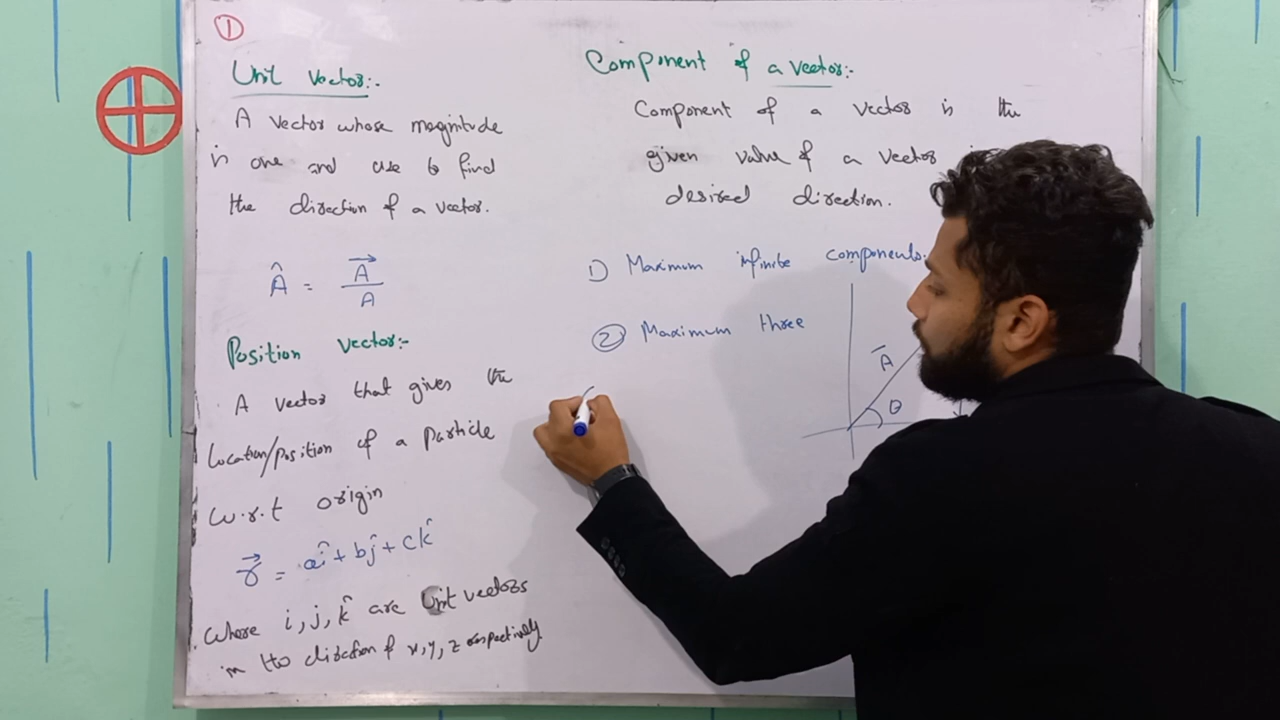 ①
Unit Vector:-
A vector whose magnitude
is one and use to find
the direction of a vector.
Â = A⃗ / A
Position vector:-
A vector that gives the
Location/position of a Particle
w.r.t origin
r⃗ = aî + bĵ + ck̂
where i, j, k̂ are Unit vectors
in the direction of x, y, z respectively
Component of a vector:-
Component of a vector is the
given value of a vector
desired direction.
1) Maximum infinite components.
② Maximum three
A⃗
θ